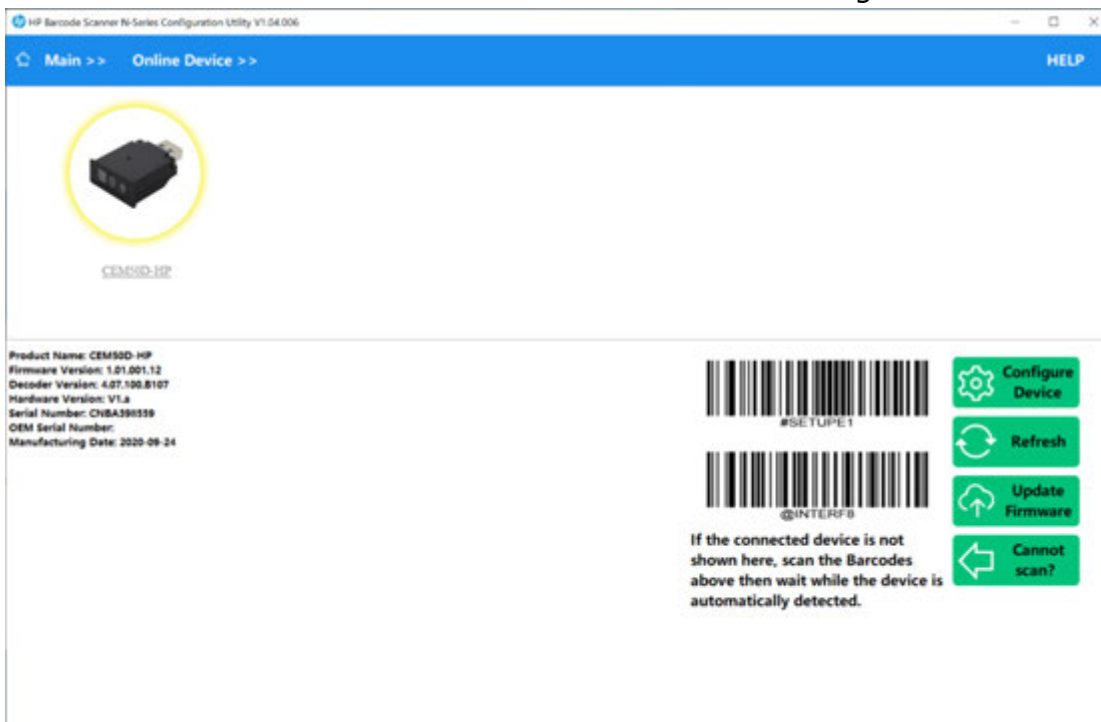 HP Barcode Scanner N-Series Configuration Utility V1.04.006
Main >> Online Device >> HELP
CEM50D-HP
Product Name: CEM50D-HP
Firmware Version: 1.01.001.12
Decoder Version: 4.07.100.B107
Hardware Version: V1.a
Serial Number:
OEM Serial Number:
Manufacturing Date: 2020-09-24
#SETUPE1
@INTERF8
If the connected device is not
shown here, scan the Barcodes
above then wait while the device is
automatically detected.
Configure
Device
Refresh
Update
Firmware
Cannot
scan?